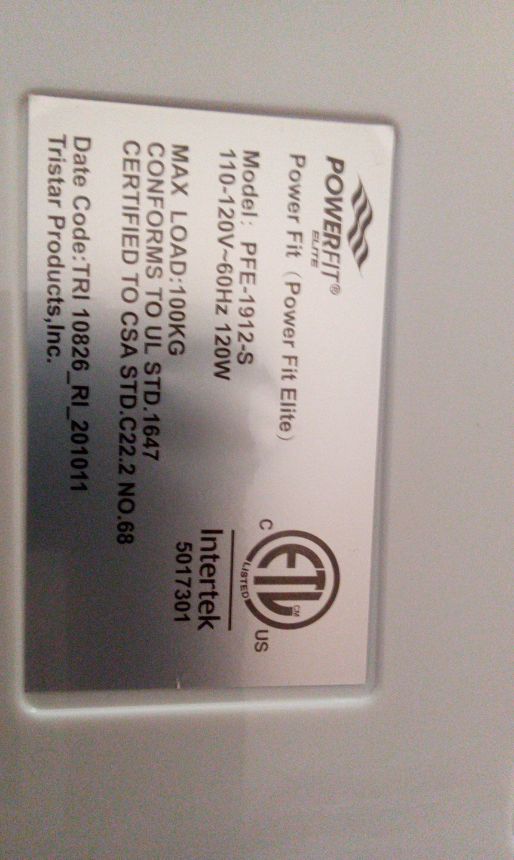 POWERFIT®
ELITE
Power Fit (Power Fit Elite)
Model: PFE-1912-S
110-120V~60Hz 120W
MAX LOAD:100KG
CONFORMS TO UL STD.1647
CERTIFIED TO CSA STD.C22.2 NO.68
Date Code:TRI 10826_RI_201011
Tristar Products,Inc.
ETL CM
LISTED
C US
Intertek
5017301